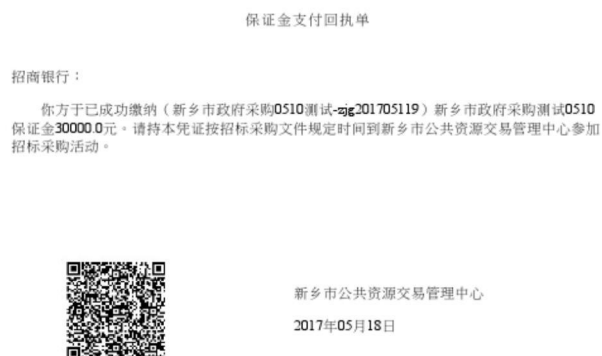 保证金支付回执单
招商银行：
你方于已成功缴纳（新乡市政府采购0510测试-zjg201705119）新乡市政府采购测试0510
保证金30000.0元。请持本凭证按招标采购文件规定时间到新乡市公共资源交易管理中心参加
招标采购活动。
新乡市公共资源交易管理中心
2017年05月18日